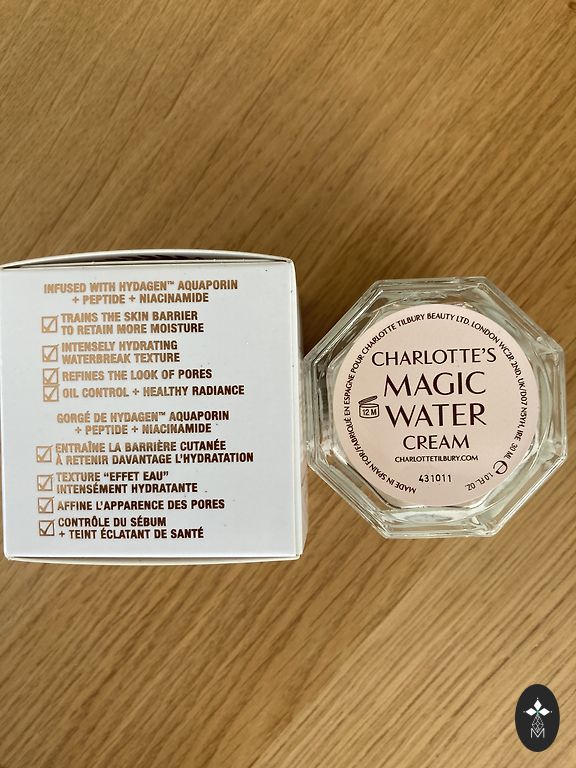 INFUSED WITH HYDAGEN™ AQUAPORIN
+ PEPTIDE + NIACINAMIDE
TRAINS THE SKIN BARRIER
TO RETAIN MORE MOISTURE
INTENSELY HYDRATING
WATERBREAK TEXTURE
REFINES THE LOOK OF PORES
OIL CONTROL + HEALTHY RADIANCE
GORGÉ DE HYDAGEN™ AQUAPORIN
+ PEPTIDE + NIACINAMIDE
ENTRAÎNE LA BARRIÈRE CUTANÉE
À RETENIR DAVANTAGE L'HYDRATATION
TEXTURE "EFFET EAU"
INTENSÉMENT HYDRATANTE
AFFINE L'APPARENCE DES PORES
CONTRÔLE DU SÉBUM
+ TEINT ÉCLATANT DE SANTÉ
MADE IN SPAIN FOR/FABRIQUÉ EN ESPAGNE POUR CHARLOTTE TILBURY BEAUTY LTD, LONDON WC2R 2ND, UK/D07 N5YH, IRE 30 ML ℮ 1.0 FL. OZ.
CHARLOTTE'S
MAGIC
12 M
WATER
CREAM
CHARLOTTETILBURY.COM
431011
M